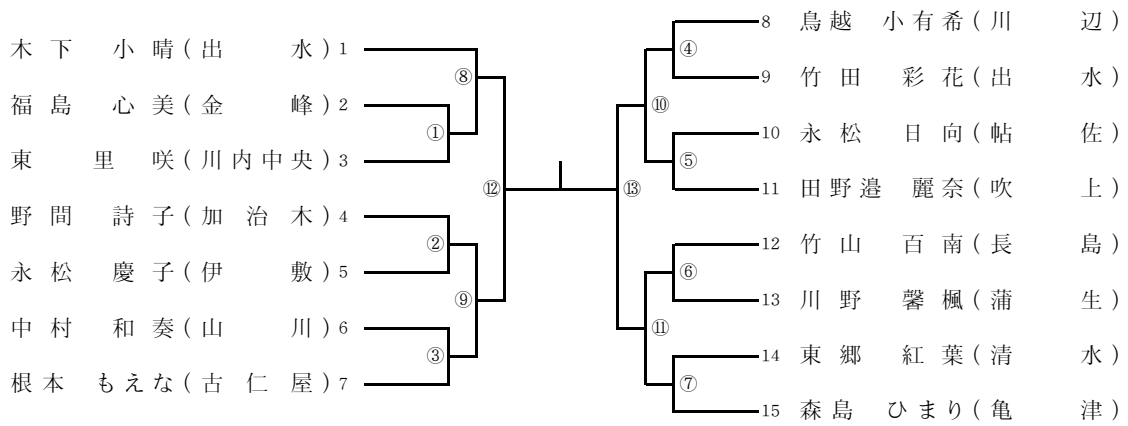 木下 小晴(出 水)1
福島 心美(金 峰)2
東 里咲(川内中央)3
野間 詩子(加治木)4
永松 慶子(伊 敷)5
中村 和奏(山 川)6
根本 もえな(古仁屋)7
⑧
①
②
⑨
③
⑫
⑬
④
⑩
⑤
⑥
⑪
⑦
8 鳥越 小有希(川 辺)
9 竹田 彩花(出 水)
10 永松 日向(帖 佐)
11 田野邉 麗奈(吹 上)
12 竹山 百南(長 島)
13 川野 馨楓(蒲 生)
14 東郷 紅葉(清 水)
15 森島 ひまり(亀 津)